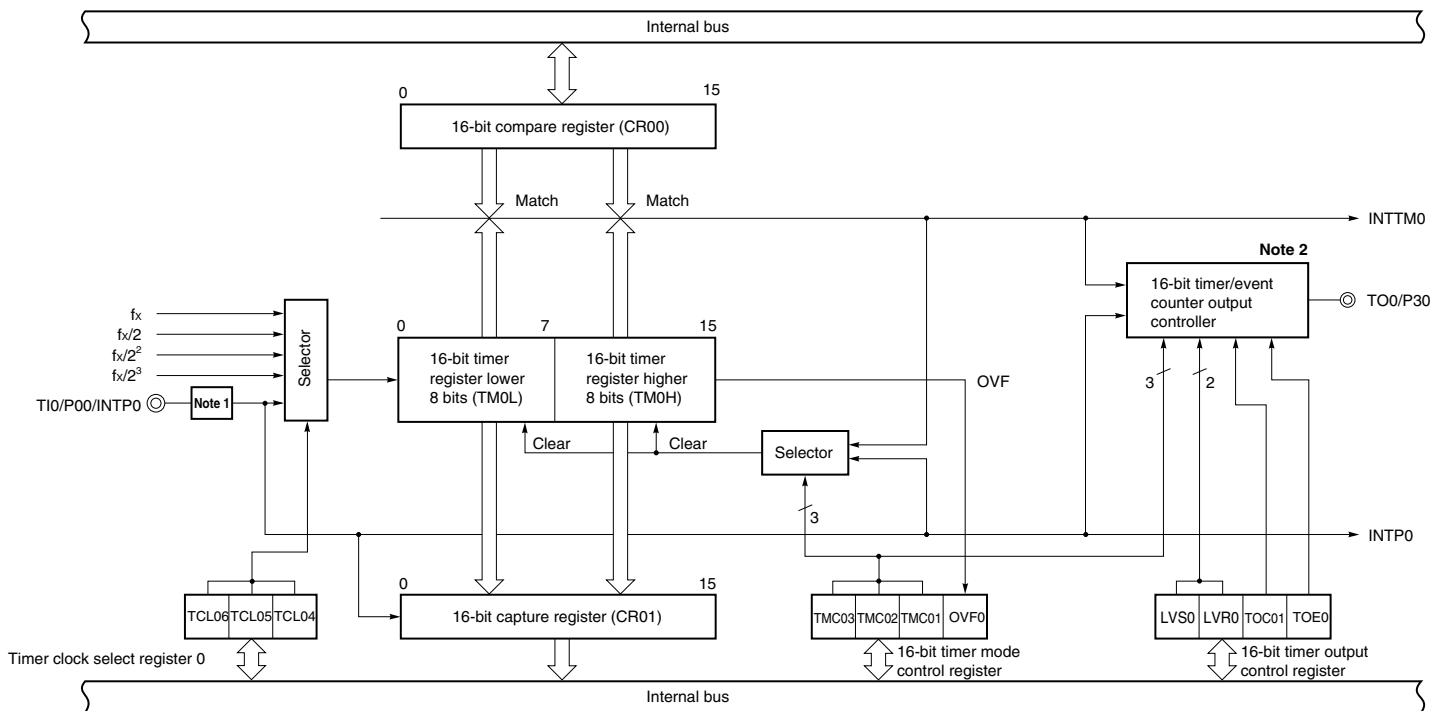 Internal bus
0 15
16-bit compare register (CR00)
Match Match
INTTM0
Note 2
16-bit timer/event
counter output
controller
TO0/P30
fx
fx/2
fx/2²
fx/2³
TI0/P00/INTP0
Note 1
Selector
0 7 15
16-bit timer
register lower
8 bits (TM0L)
16-bit timer
register higher
8 bits (TM0H)
OVF
Clear Clear
Selector
3
3
2
INTP0
0 15
16-bit capture register (CR01)
TCL06 TCL05 TCL04
Timer clock select register 0
TMC03 TMC02 TMC01 OVF0
16-bit timer mode
control register
LVS0 LVR0 TOC01 TOE0
16-bit timer output
control register
Internal bus